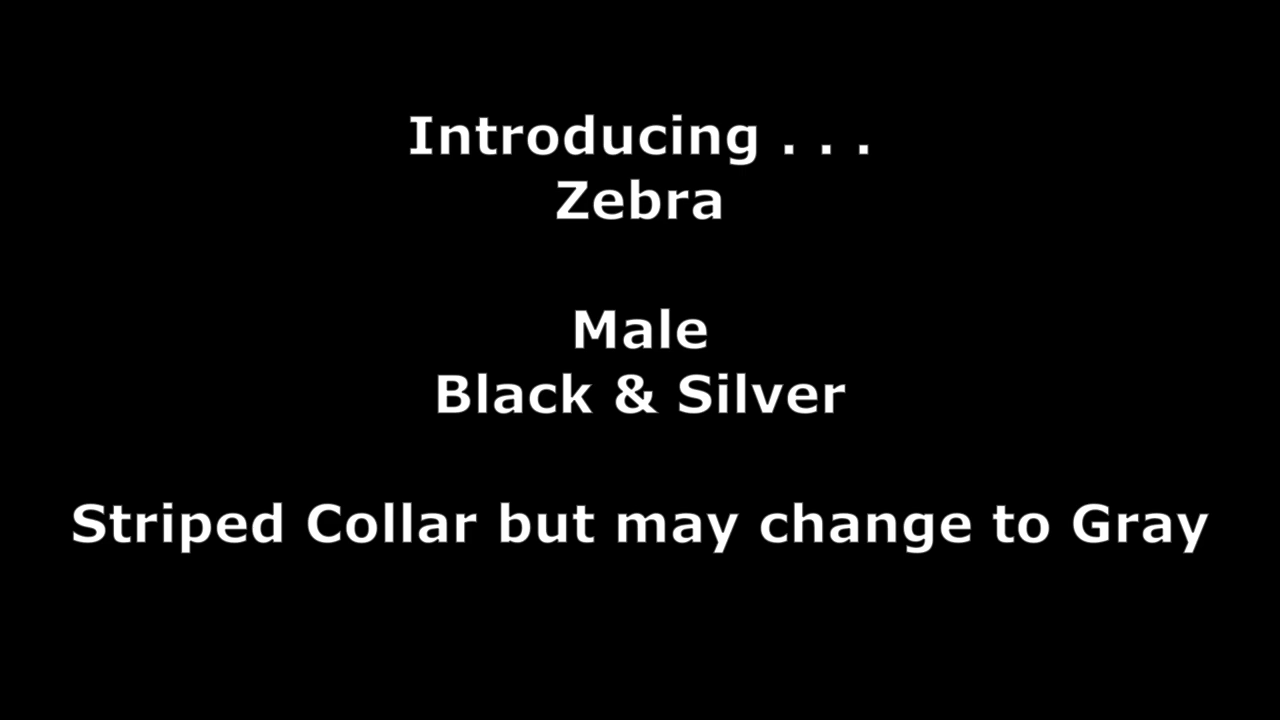 Introducing . . .
Zebra
Male
Black & Silver
Striped Collar but may change to Gray